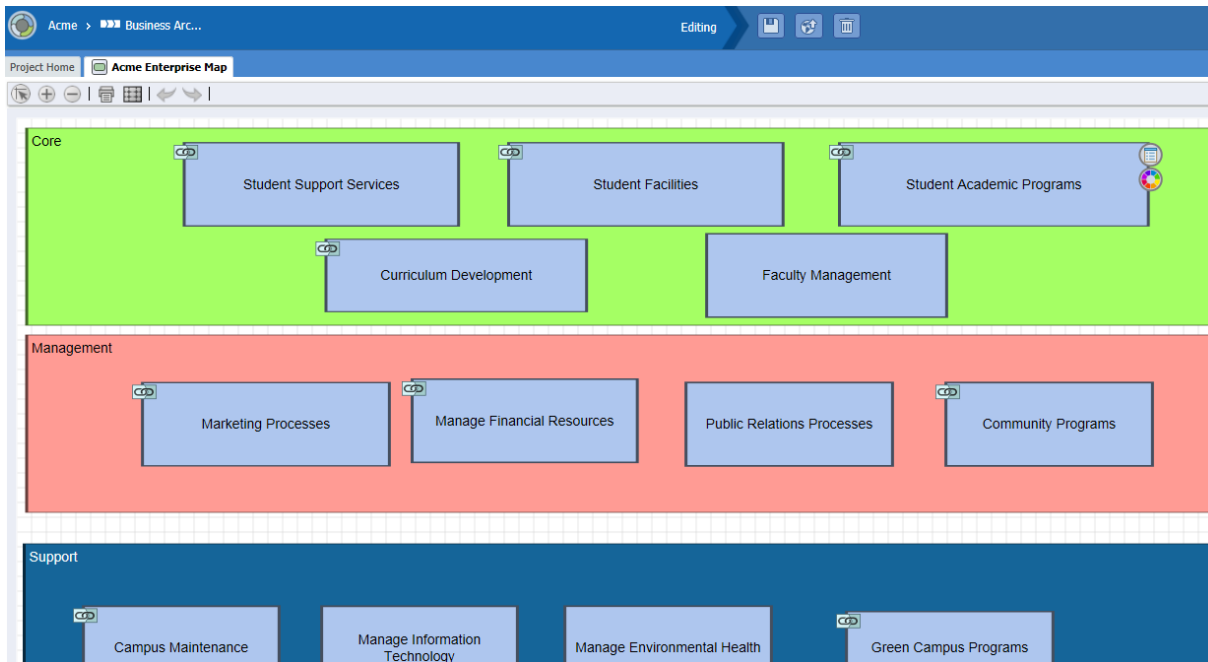 Acme > Business Arc...
Editing
Project Home
Acme Enterprise Map
Core
Student Support Services
Student Facilities
Student Academic Programs
Curriculum Development
Faculty Management
Management
Marketing Processes
Manage Financial Resources
Public Relations Processes
Community Programs
Support
Campus Maintenance
Manage Information
Technology
Manage Environmental Health
Green Campus Programs